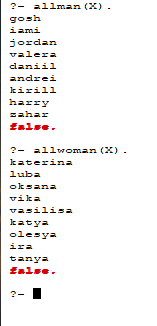 ?- allman(X).
gosh
iami
jordan
valera
daniil
andrei
kirill
harry
zahar
false.
?- allwoman(X).
katerina
luba
oksana
vika
vasilisa
katya
olesya
ira
tanya
false.
?-